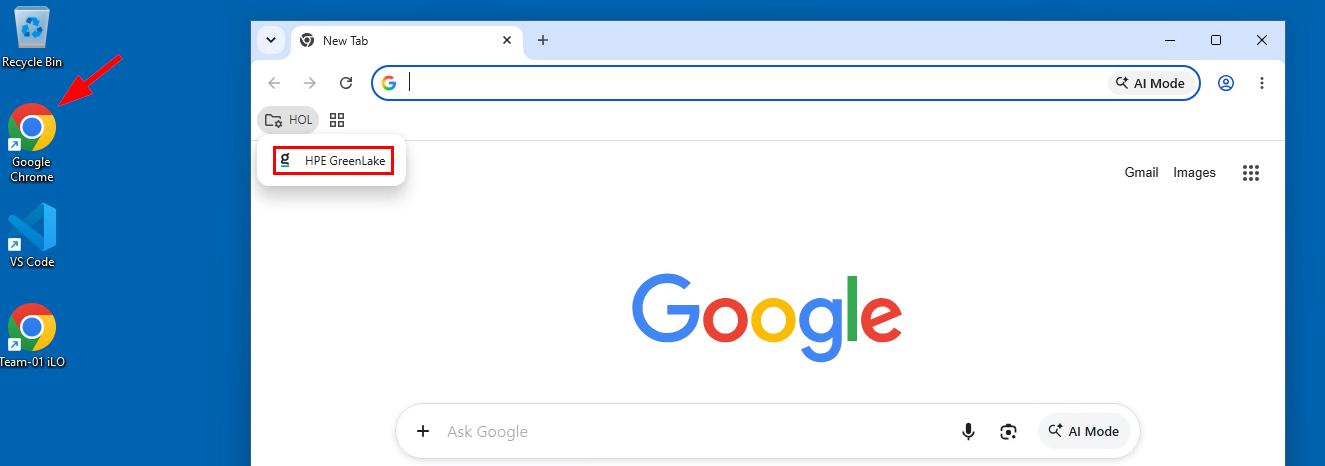 Recycle Bin
Google
Chrome
VS Code
Team-01 iLO
New Tab
AI Mode
HOL
HPE GreenLake
Gmail
Images
Google
Ask Google
AI Mode